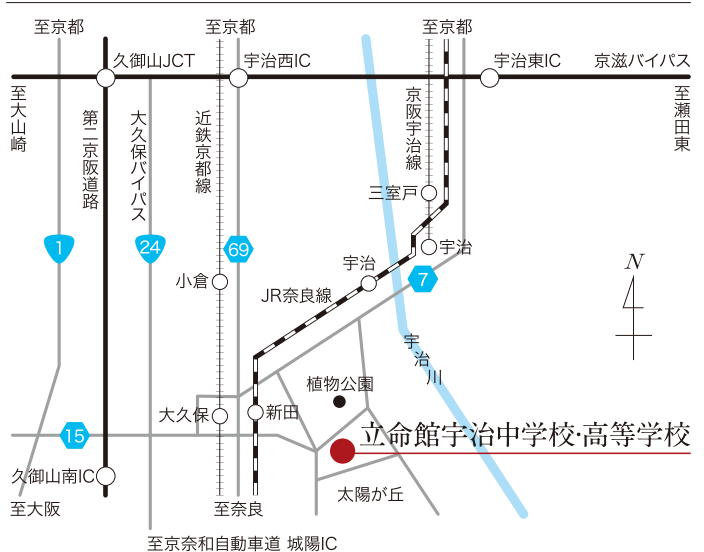 至京都
至京都
至京都
久御山JCT
宇治西IC
宇治東IC
京滋バイパス
至大山崎
第二京阪道路
大久保バイパス
近鉄京都線
京阪宇治線
至瀬田東
三室戸
1
24
69
宇治
宇治
7
N
小倉
JR奈良線
宇治川
植物公園
大久保
新田
15
立命館宇治中学校・高等学校
久御山南IC
太陽が丘
至大阪
至奈良
至京奈和自動車道 城陽IC